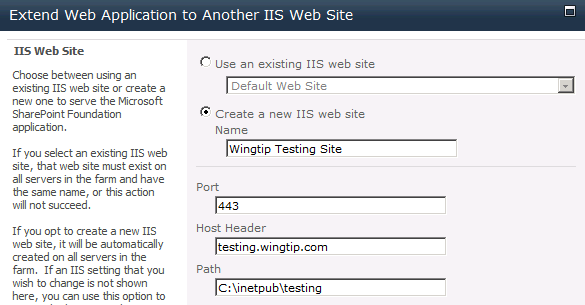 Extend Web Application to Another IIS Web Site
IIS Web Site
Choose between using an
existing IIS web site or create a
new one to serve the Microsoft
SharePoint Foundation
application.
If you select an existing IIS web
site, that web site must exist on
all servers in the farm and have
the same name, or this action
will not succeed.
If you opt to create a new IIS
web site, it will be automatically
created on all servers in the
farm. If an IIS setting that you
wish to change is not shown
here, you can use this option to
Use an existing IIS web site
Default Web Site
Create a new IIS web site
Name
Wingtip Testing Site
Port
443
Host Header
testing.wingtip.com
Path
C:\inetpub\testing